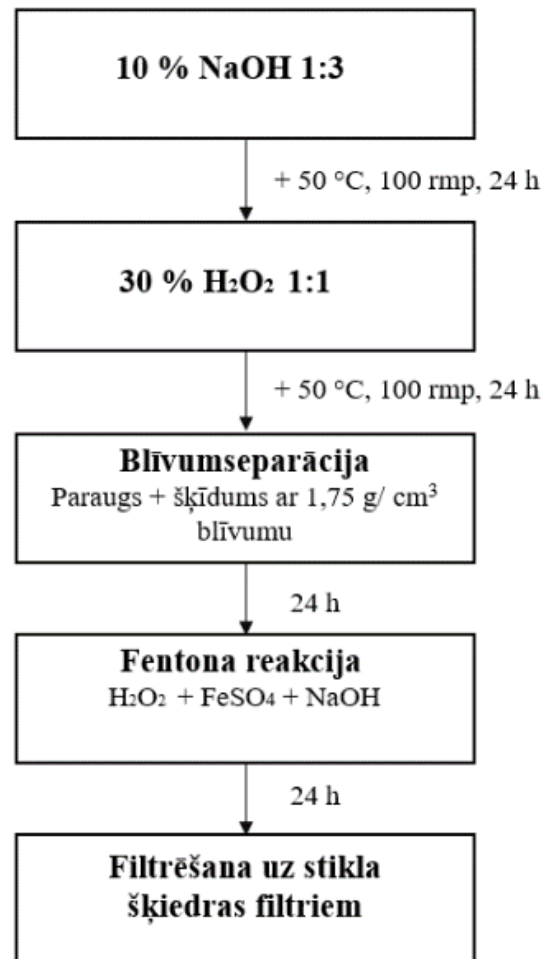 10 % NaOH 1:3
+ 50 °C, 100 rmp, 24 h
30 % H₂O₂ 1:1
+ 50 °C, 100 rmp, 24 h
Blīvumseparācija
Paraugs + šķīdums ar 1,75 g/ cm³
blīvumu
24 h
Fentona reakcija
H₂O₂ + FeSO₄ + NaOH
24 h
Filtrēšana uz stikla
šķiedras filtriem